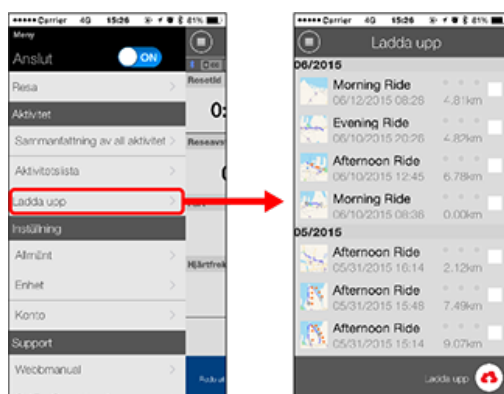 Carrier 4G 15:26 81%
Meny
Anslut ON
Resa
Aktivitet
Sammanfattning av all aktivitet
Aktivitetslista
Ladda upp
Inställning
Allmänt
Enhet
Konto
Support
Webbmanual
Resetid
0:
Hjärtfrek
Carrier 4G 15:26 81%
Ladda upp
06/2015
Morning Ride
06/12/2015 08:26 4.81km
Evening Ride
06/10/2015 20:26 4.82km
Afternoon Ride
06/10/2015 12:45 6.78km
Morning Ride
06/10/2015 08:36 0.00km
05/2015
Afternoon Ride
05/31/2015 16:14 2.12km
Afternoon Ride
05/31/2015 15:48 7.49km
Afternoon Ride
05/31/2015 15:14 9.07km
Ladda upp